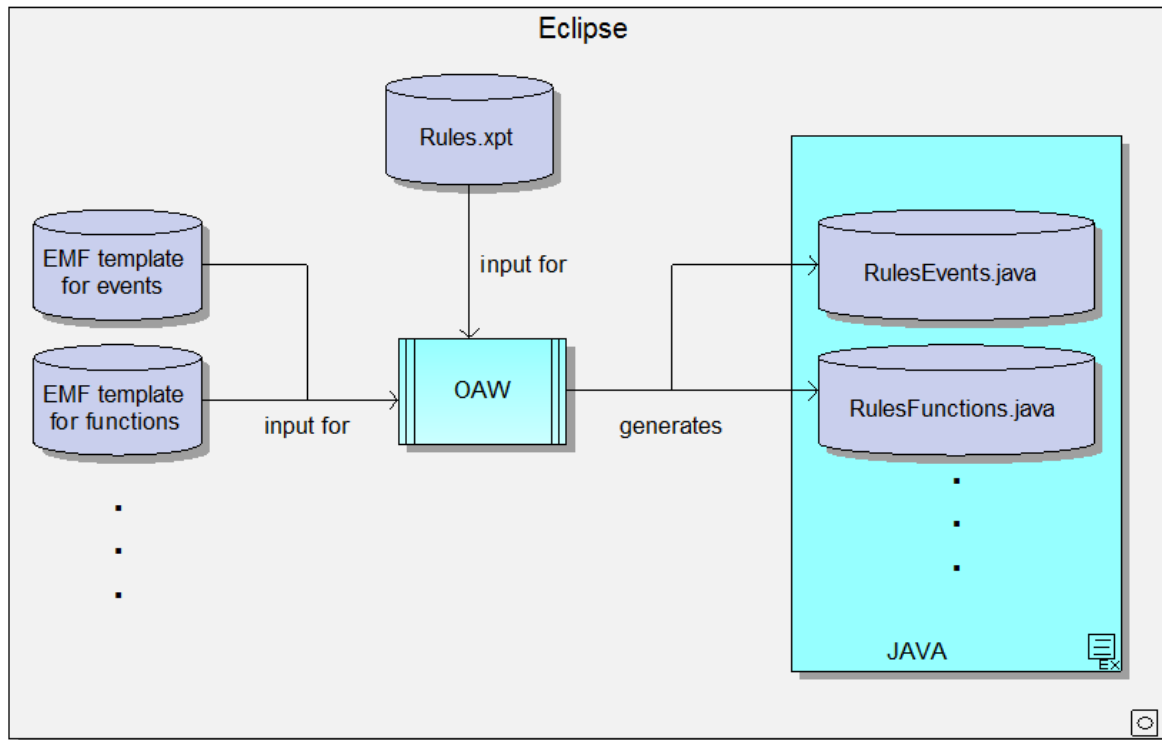 Eclipse
Rules.xpt
EMF template
for events
input for
RulesEvents.java
EMF template
for functions
input for
OAW
generates
RulesFunctions.java
JAVA
EX